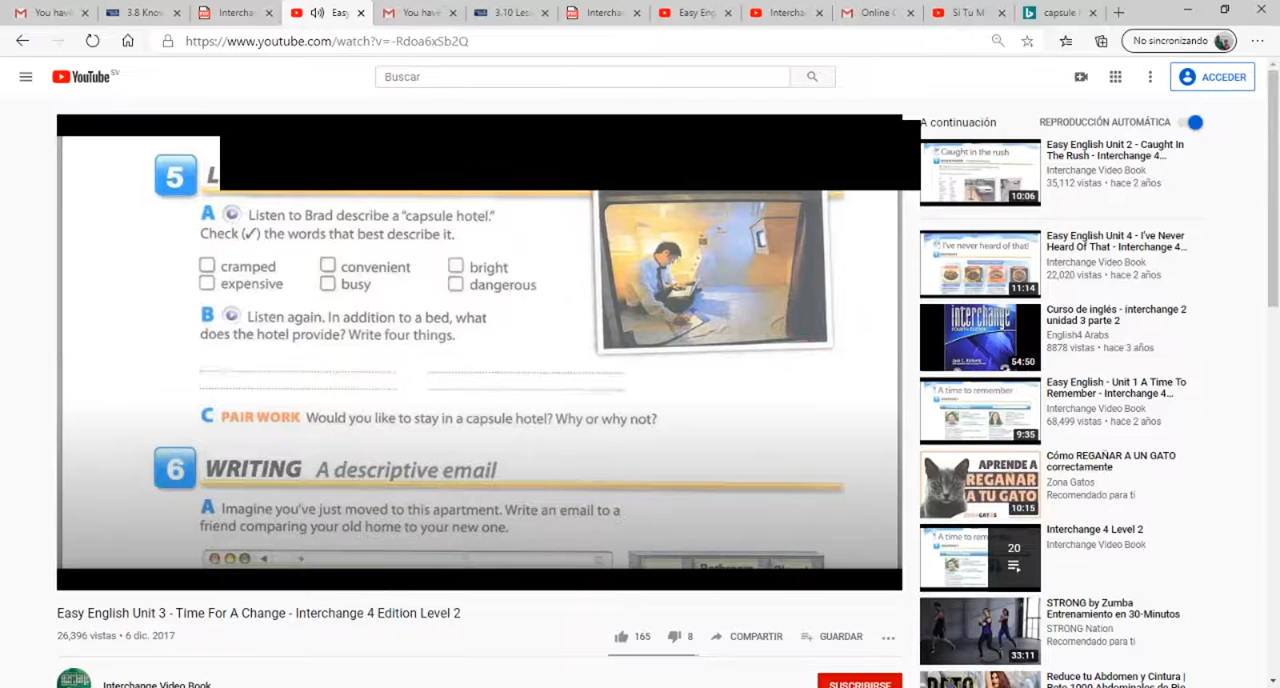 You havi
3.8 Know
Intercha
Easy
You have
3.10 Les
Intercha
Easy Eng
Intercha
Online C
Si Tu M
capsule
https://www.youtube.com/watch?v=-Rdoa6xSb2Q
No sincronizando
YouTube SV
Buscar
ACCEDER
5 L
A Listen to Brad describe a "capsule hotel."
Check (✓) the words that best describe it.
cramped convenient bright
expensive busy dangerous
B Listen again. In addition to a bed, what
does the hotel provide? Write four things.
C PAIR WORK Would you like to stay in a capsule hotel? Why or why not?
6 WRITING A descriptive email
A Imagine you've just moved to this apartment. Write an email to a
friend comparing your old home to your new one.
Easy English Unit 3 - Time For A Change - Interchange 4 Edition Level 2
26,396 vistas • 6 dic. 2017
165 8 COMPARTIR GUARDAR
Interchange Video Book
SUSCRIBIRSE
A continuación REPRODUCCIÓN AUTOMÁTICA
Caught in the rush
10:06
Easy English Unit 2 - Caught In
The Rush - Interchange 4...
Interchange Video Book
35,112 vistas • hace 2 años
I've never heard of that!
11:14
Easy English Unit 4 - I've Never
Heard Of That - Interchange 4...
Interchange Video Book
22,020 vistas • hace 2 años
interchange
54:50
Curso de inglés - interchange 2
unidad 3 parte 2
English4 Arabs
8878 vistas • hace 3 años
A time to remember
9:35
Easy English - Unit 1 A Time To
Remember - Interchange 4...
Interchange Video Book
68,499 vistas • hace 2 años
APRENDE A
REGAÑAR
A TU GATO
10:15
Cómo REGAÑAR A UN GATO
correctamente
Zona Gatos
Recomendado para ti
A time to rem
20
Interchange 4 Level 2
Interchange Video Book
33:11
STRONG by Zumba
Entrenamiento en 30-Minutos
STRONG Nation
Recomendado para ti
Reduce tu Abdomen y Cintura |